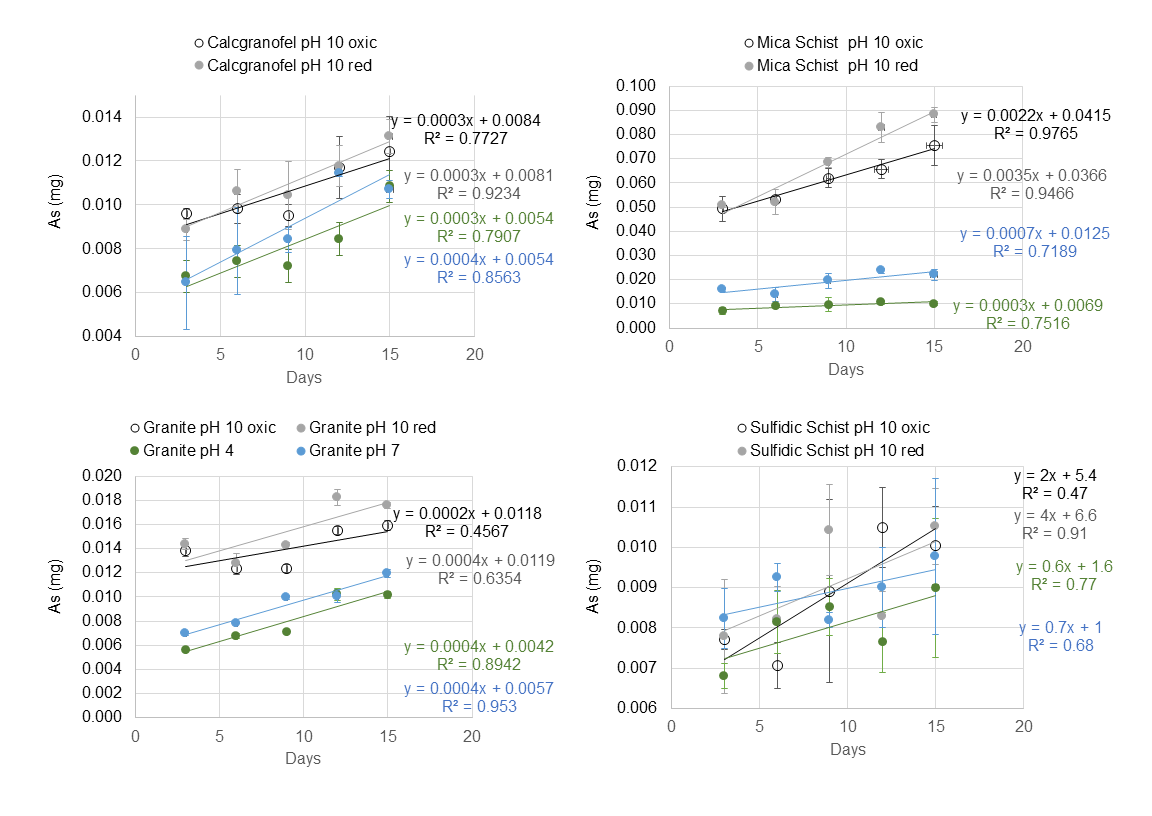 Calcgranofel pH 10 oxic
Calcgranofel pH 10 red
0.014
0.012
0.010
0.008
0.006
0.004
As (mg)
0
5
10
15
20
Days
y = 0.0003x + 0.0084
R² = 0.7727
y = 0.0003x + 0.0081
R² = 0.9234
y = 0.0003x + 0.0054
R² = 0.7907
y = 0.0004x + 0.0054
R² = 0.8563
Mica Schist  pH 10 oxic
Mica Schist  pH 10 red
0.100
0.090
0.080
0.070
0.060
0.050
0.040
0.030
0.020
0.010
0.000
As (mg)
0
5
10
15
20
Days
y = 0.0022x + 0.0415
R² = 0.9765
y = 0.0035x + 0.0366
R² = 0.9466
y = 0.0007x + 0.0125
R² = 0.7189
y = 0.0003x + 0.0069
R² = 0.7516
Granite pH 10 oxic
Granite pH 10 red
Granite pH 4
Granite pH 7
0.020
0.018
0.016
0.014
0.012
0.010
0.008
0.006
0.004
0.002
0.000
As (mg)
0
5
10
15
20
Days
y = 0.0002x + 0.0118
R² = 0.4567
y = 0.0004x + 0.0119
R² = 0.6354
y = 0.0004x + 0.0042
R² = 0.8942
y = 0.0004x + 0.0057
R² = 0.953
Sulfidic Schist pH 10 oxic
Sulfidic Schist pH 10 red
0.012
0.011
0.010
0.009
0.008
0.007
0.006
As (mg)
0
5
10
15
20
Days
y = 2x + 5.4
R² = 0.47
y = 4x + 6.6
R² = 0.91
y = 0.6x + 1.6
R² = 0.77
y = 0.7x + 1
R² = 0.68